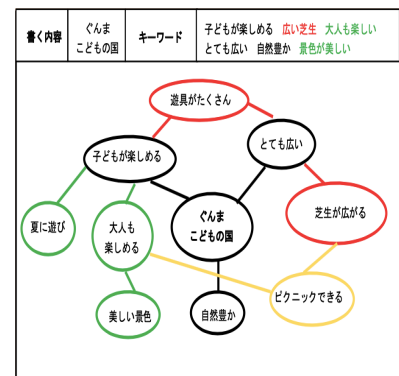 書く内容
ぐんま
こどもの国
キーワード
子どもが楽しめる 広い芝生 大人も楽しい
とても広い 自然豊か 景色が美しい
遊具がたくさん
子どもが楽しめる
とても広い
夏に遊び
大人も
楽しめる
ぐんま
こどもの国
芝生が広がる
美しい景色
自然豊か
ピクニックできる